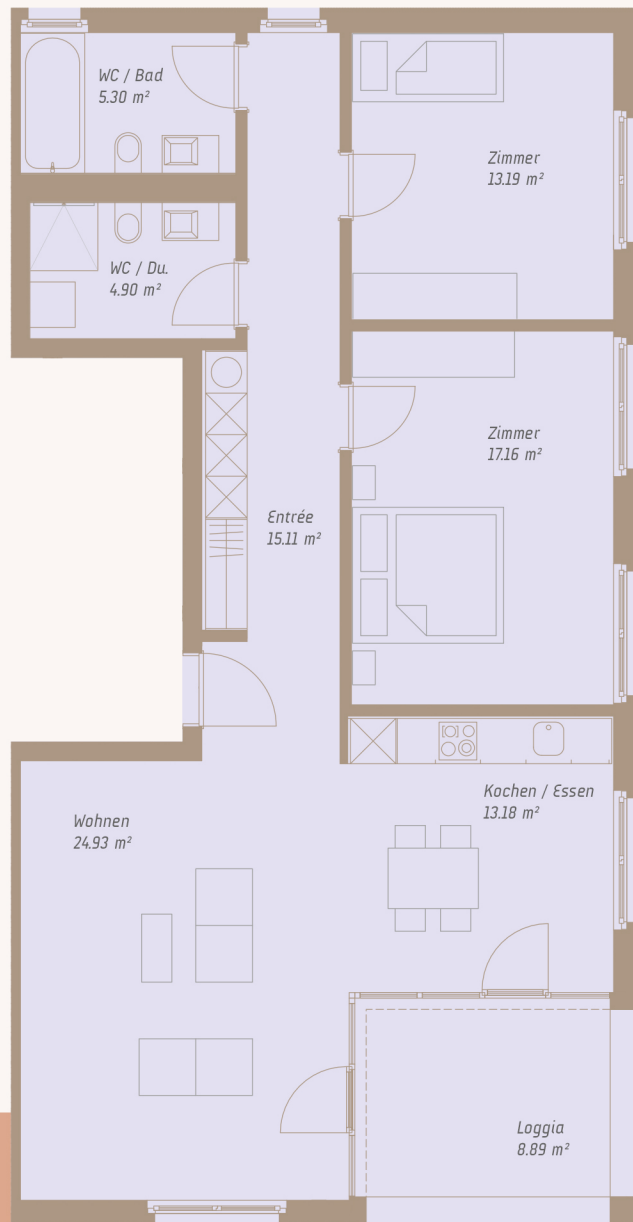 WC / Bad
5.30 m²
Zimmer
13.19 m²
WC / Du.
4.90 m²
Zimmer
17.16 m²
Entrée
15.11 m²
Kochen / Essen
13.18 m²
Wohnen
24.93 m²
Loggia
8.89 m²